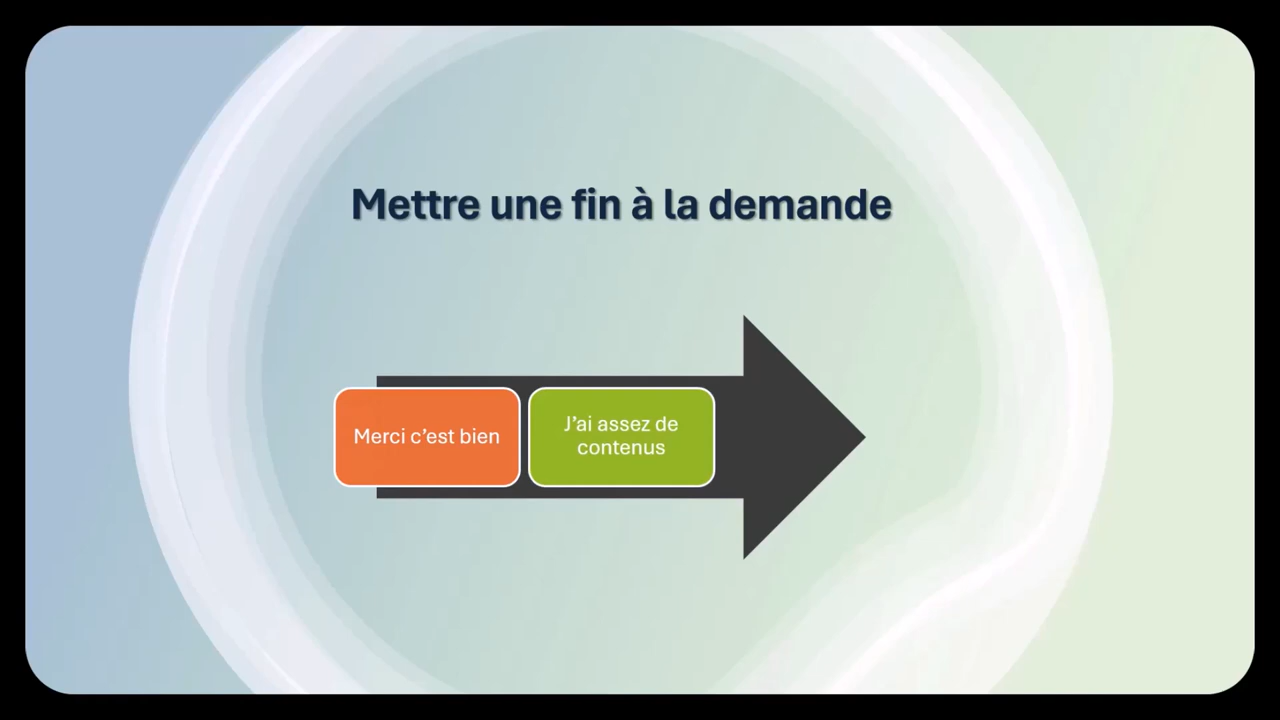 Mettre une fin à la demande
Merci c’est bien
J’ai assez de
contenus